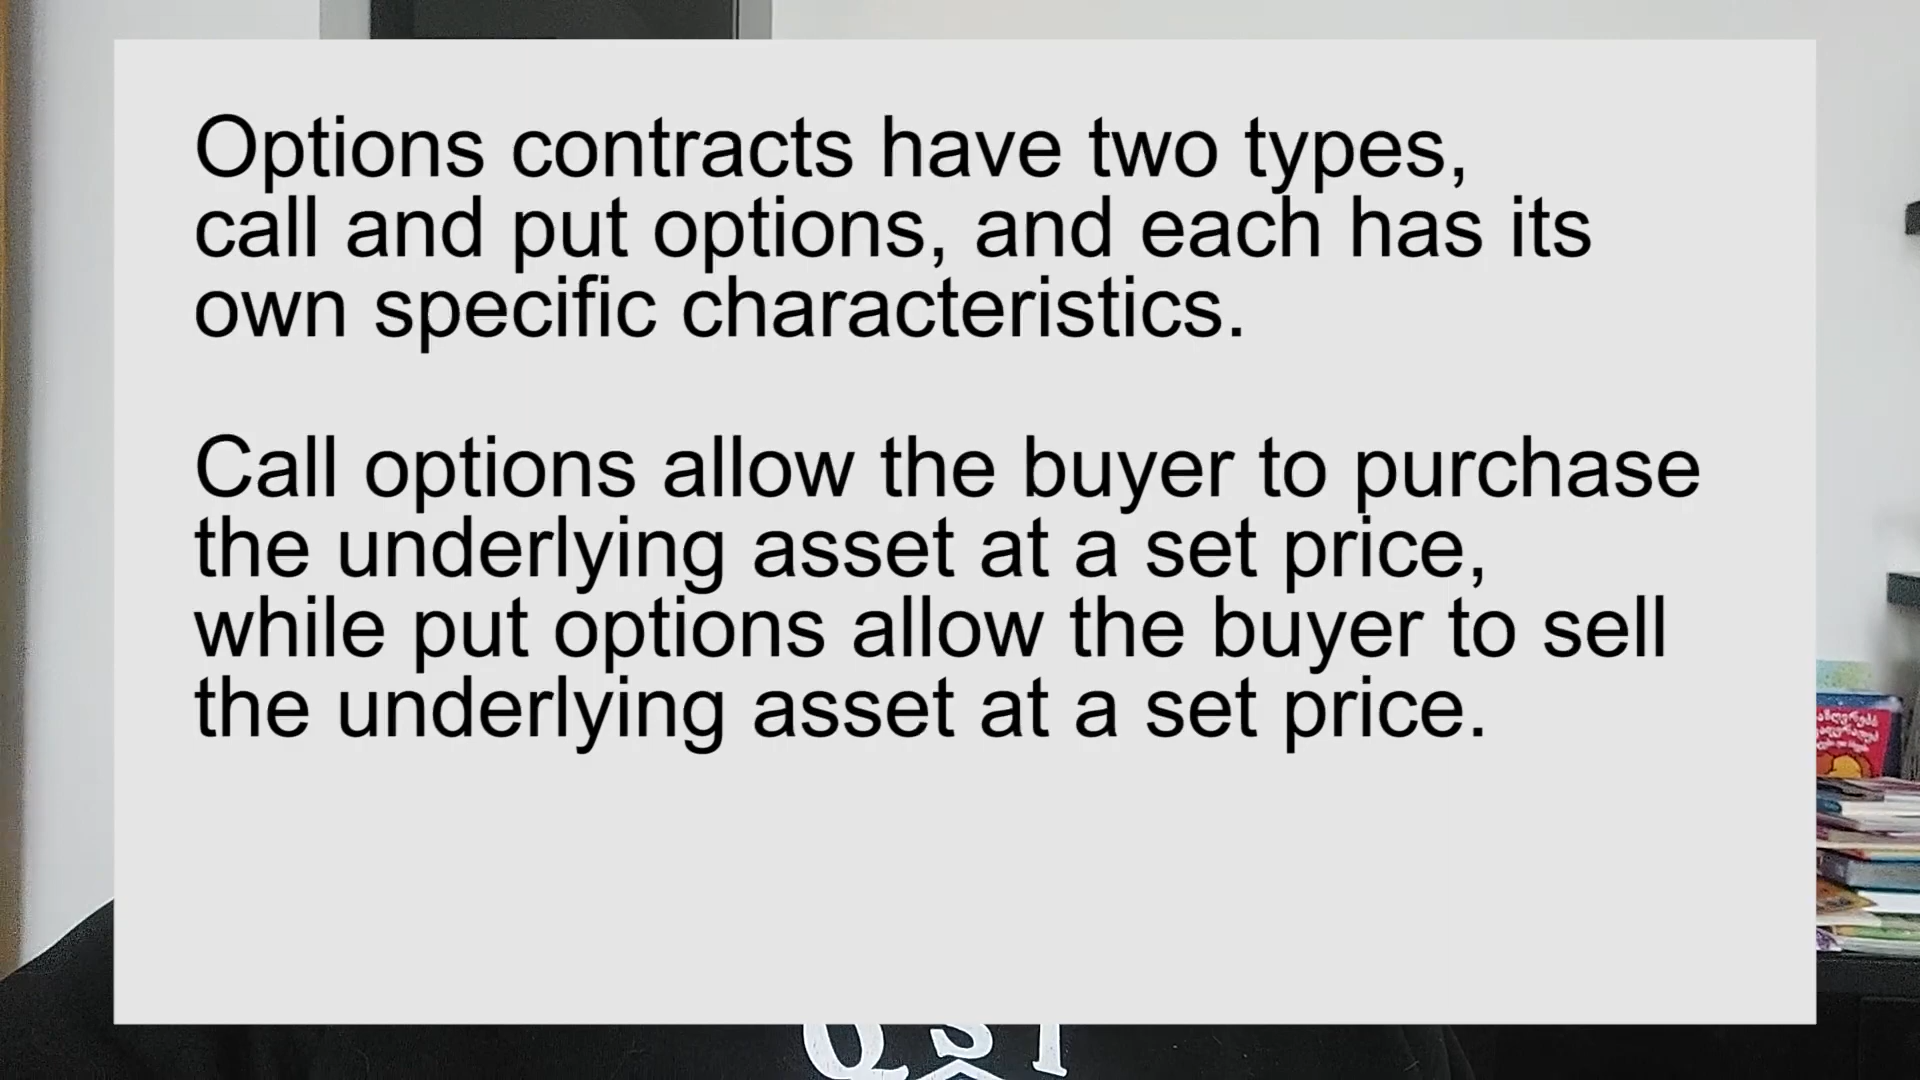 Options contracts have two types,
call and put options, and each has its
own specific characteristics.
Call options allow the buyer to purchase
the underlying asset at a set price,
while put options allow the buyer to sell
the underlying asset at a set price.